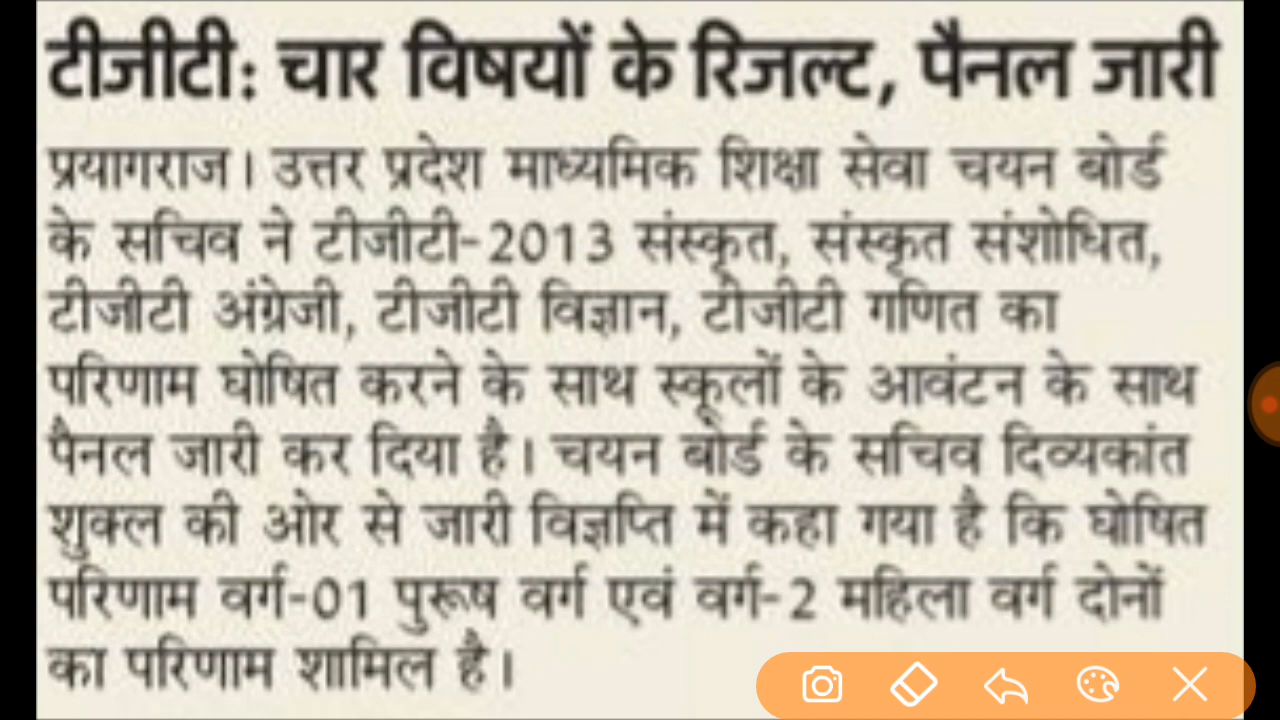 टीजीटी: चार विषयों के रिजल्ट, पैनल जारी
प्रयागराज। उत्तर प्रदेश माध्यमिक शिक्षा सेवा चयन बोर्ड
के सचिव ने टीजीटी-2013 संस्कृत, संस्कृत संशोधित,
टीजीटी अंग्रेजी, टीजीटी विज्ञान, टीजीटी गणित का
परिणाम घोषित करने के साथ स्कूलों के आवंटन के साथ
पैनल जारी कर दिया है। चयन बोर्ड के सचिव दिव्यकांत
शुक्ल की ओर से जारी विज्ञप्ति में कहा गया है कि घोषित
परिणाम वर्ग-01 पुरूष वर्ग एवं वर्ग-2 महिला वर्ग दोनों
का परिणाम शामिल है।